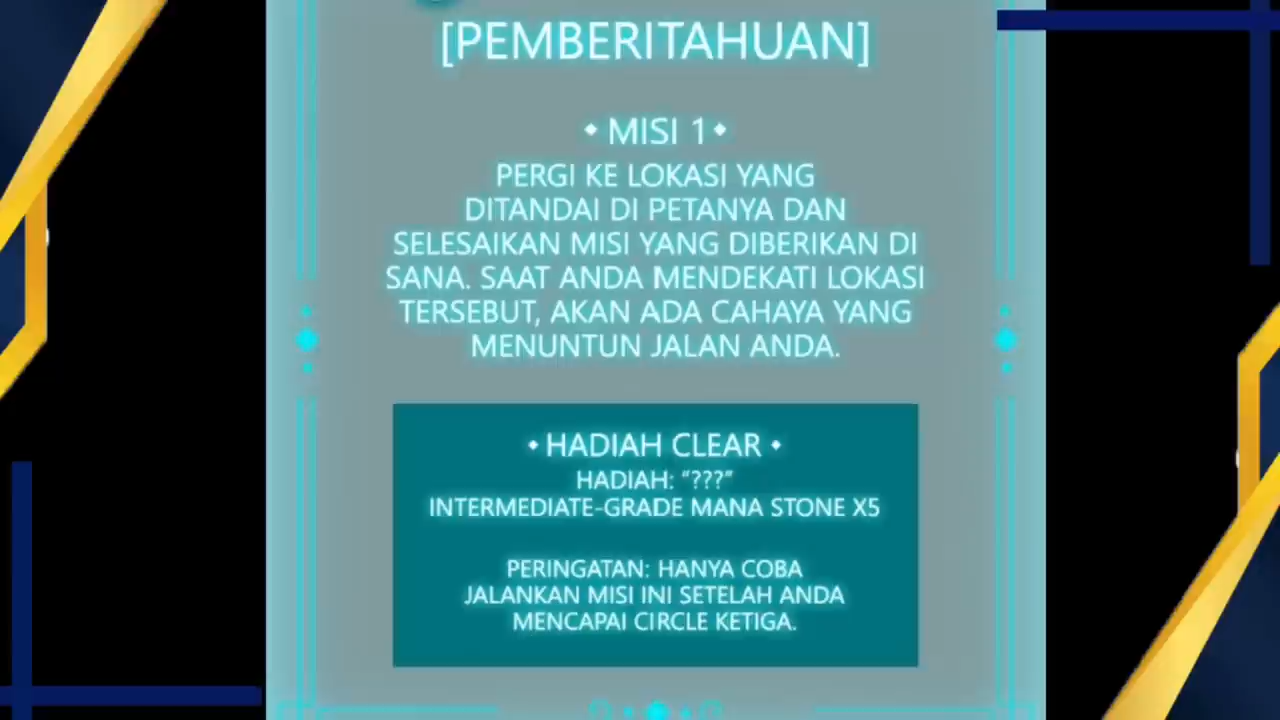 [PEMBERITAHUAN]
• MISI 1 •
PERGI KE LOKASI YANG
DITANDAI DI PETANYA DAN
SELESAIKAN MISI YANG DIBERIKAN DI
SANA. SAAT ANDA MENDEKATI LOKASI
TERSEBUT, AKAN ADA CAHAYA YANG
MENUNTUN JALAN ANDA.
• HADIAH CLEAR •
HADIAH: “???”
INTERMEDIATE-GRADE MANA STONE X5
PERINGATAN: HANYA COBA
JALANKAN MISI INI SETELAH ANDA
MENCAPAI CIRCLE KETIGA.